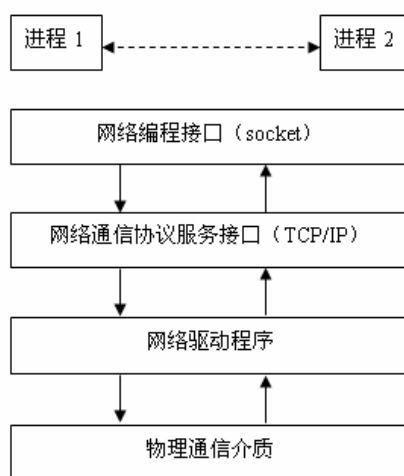 进程 1
进程 2
网络编程接口（socket）
网络通信协议服务接口（TCP/IP）
网络驱动程序
物理通信介质